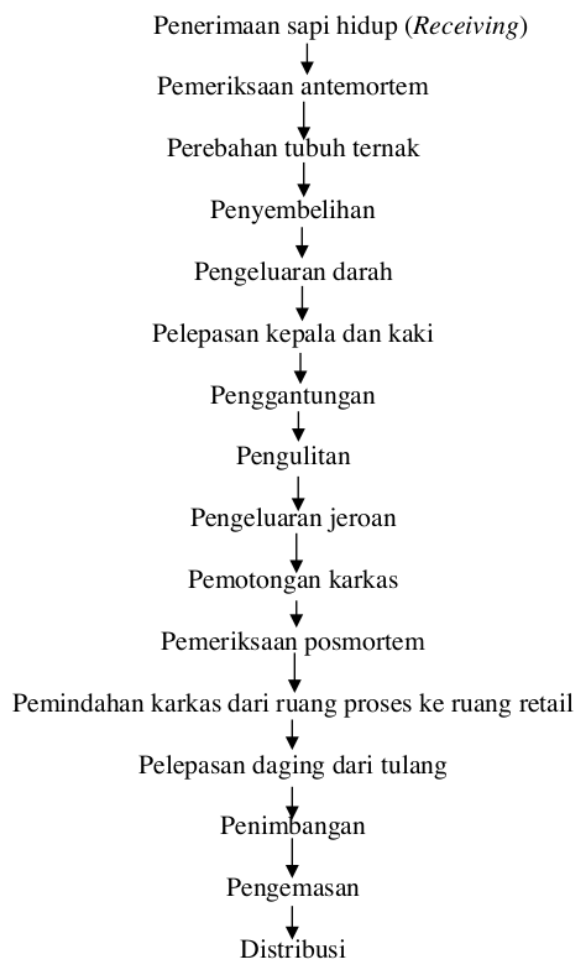 Penerimaan sapi hidup (Receiving)
Pemeriksaan antemortem
Perebahan tubuh ternak
Penyembelihan
Pengeluaran darah
Pelepasan kepala dan kaki
Penggantungan
Pengulitan
Pengeluaran jeroan
Pemotongan karkas
Pemeriksaan posmortem
Pemindahan karkas dari ruang proses ke ruang retail
Pelepasan daging dari tulang
Penimbangan
Pengemasan
Distribusi